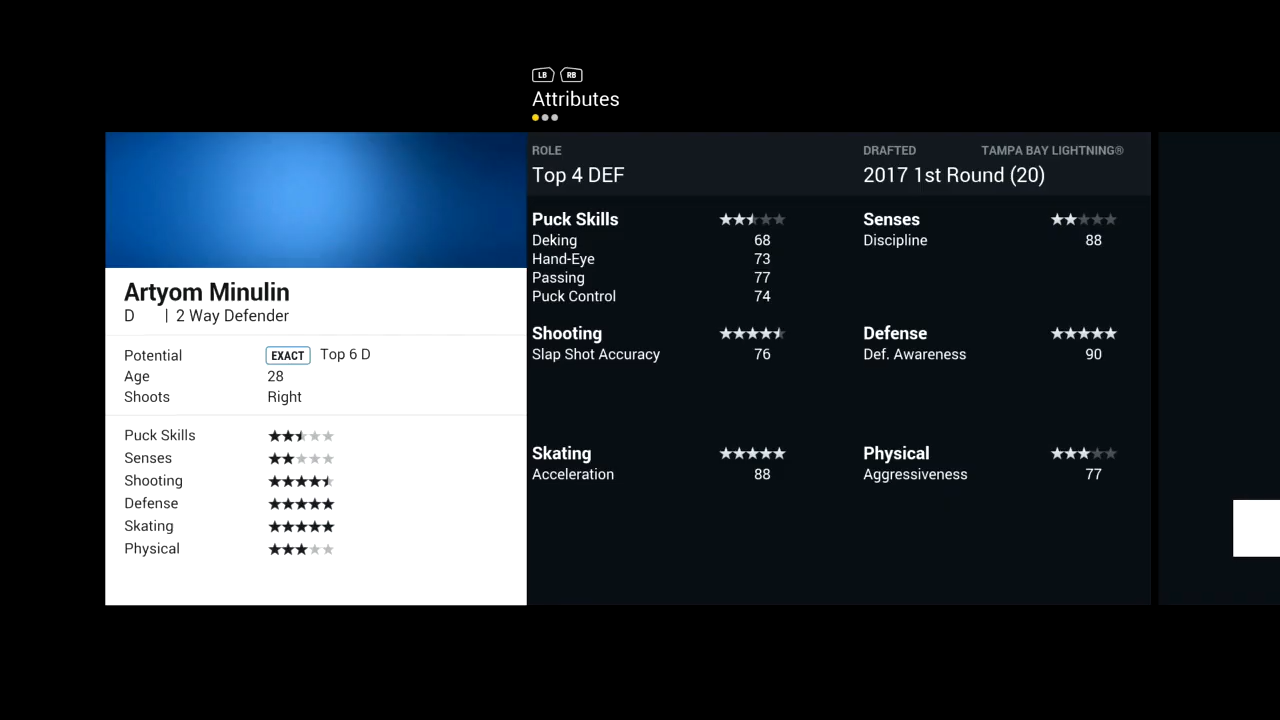 LB RB
Attributes
ROLE
Top 4 DEF
DRAFTED TAMPA BAY LIGHTNING®
2017 1st Round (20)
Artyom Minulin
D | 2 Way Defender
Potential EXACT Top 6 D
Age 28
Shoots Right
Puck Skills
Senses
Shooting
Defense
Skating
Physical
Puck Skills
Deking 68
Hand-Eye 73
Passing 77
Puck Control 74
Senses
Discipline 88
Shooting
Slap Shot Accuracy 76
Defense
Def. Awareness 90
Skating
Acceleration 88
Physical
Aggressiveness 77